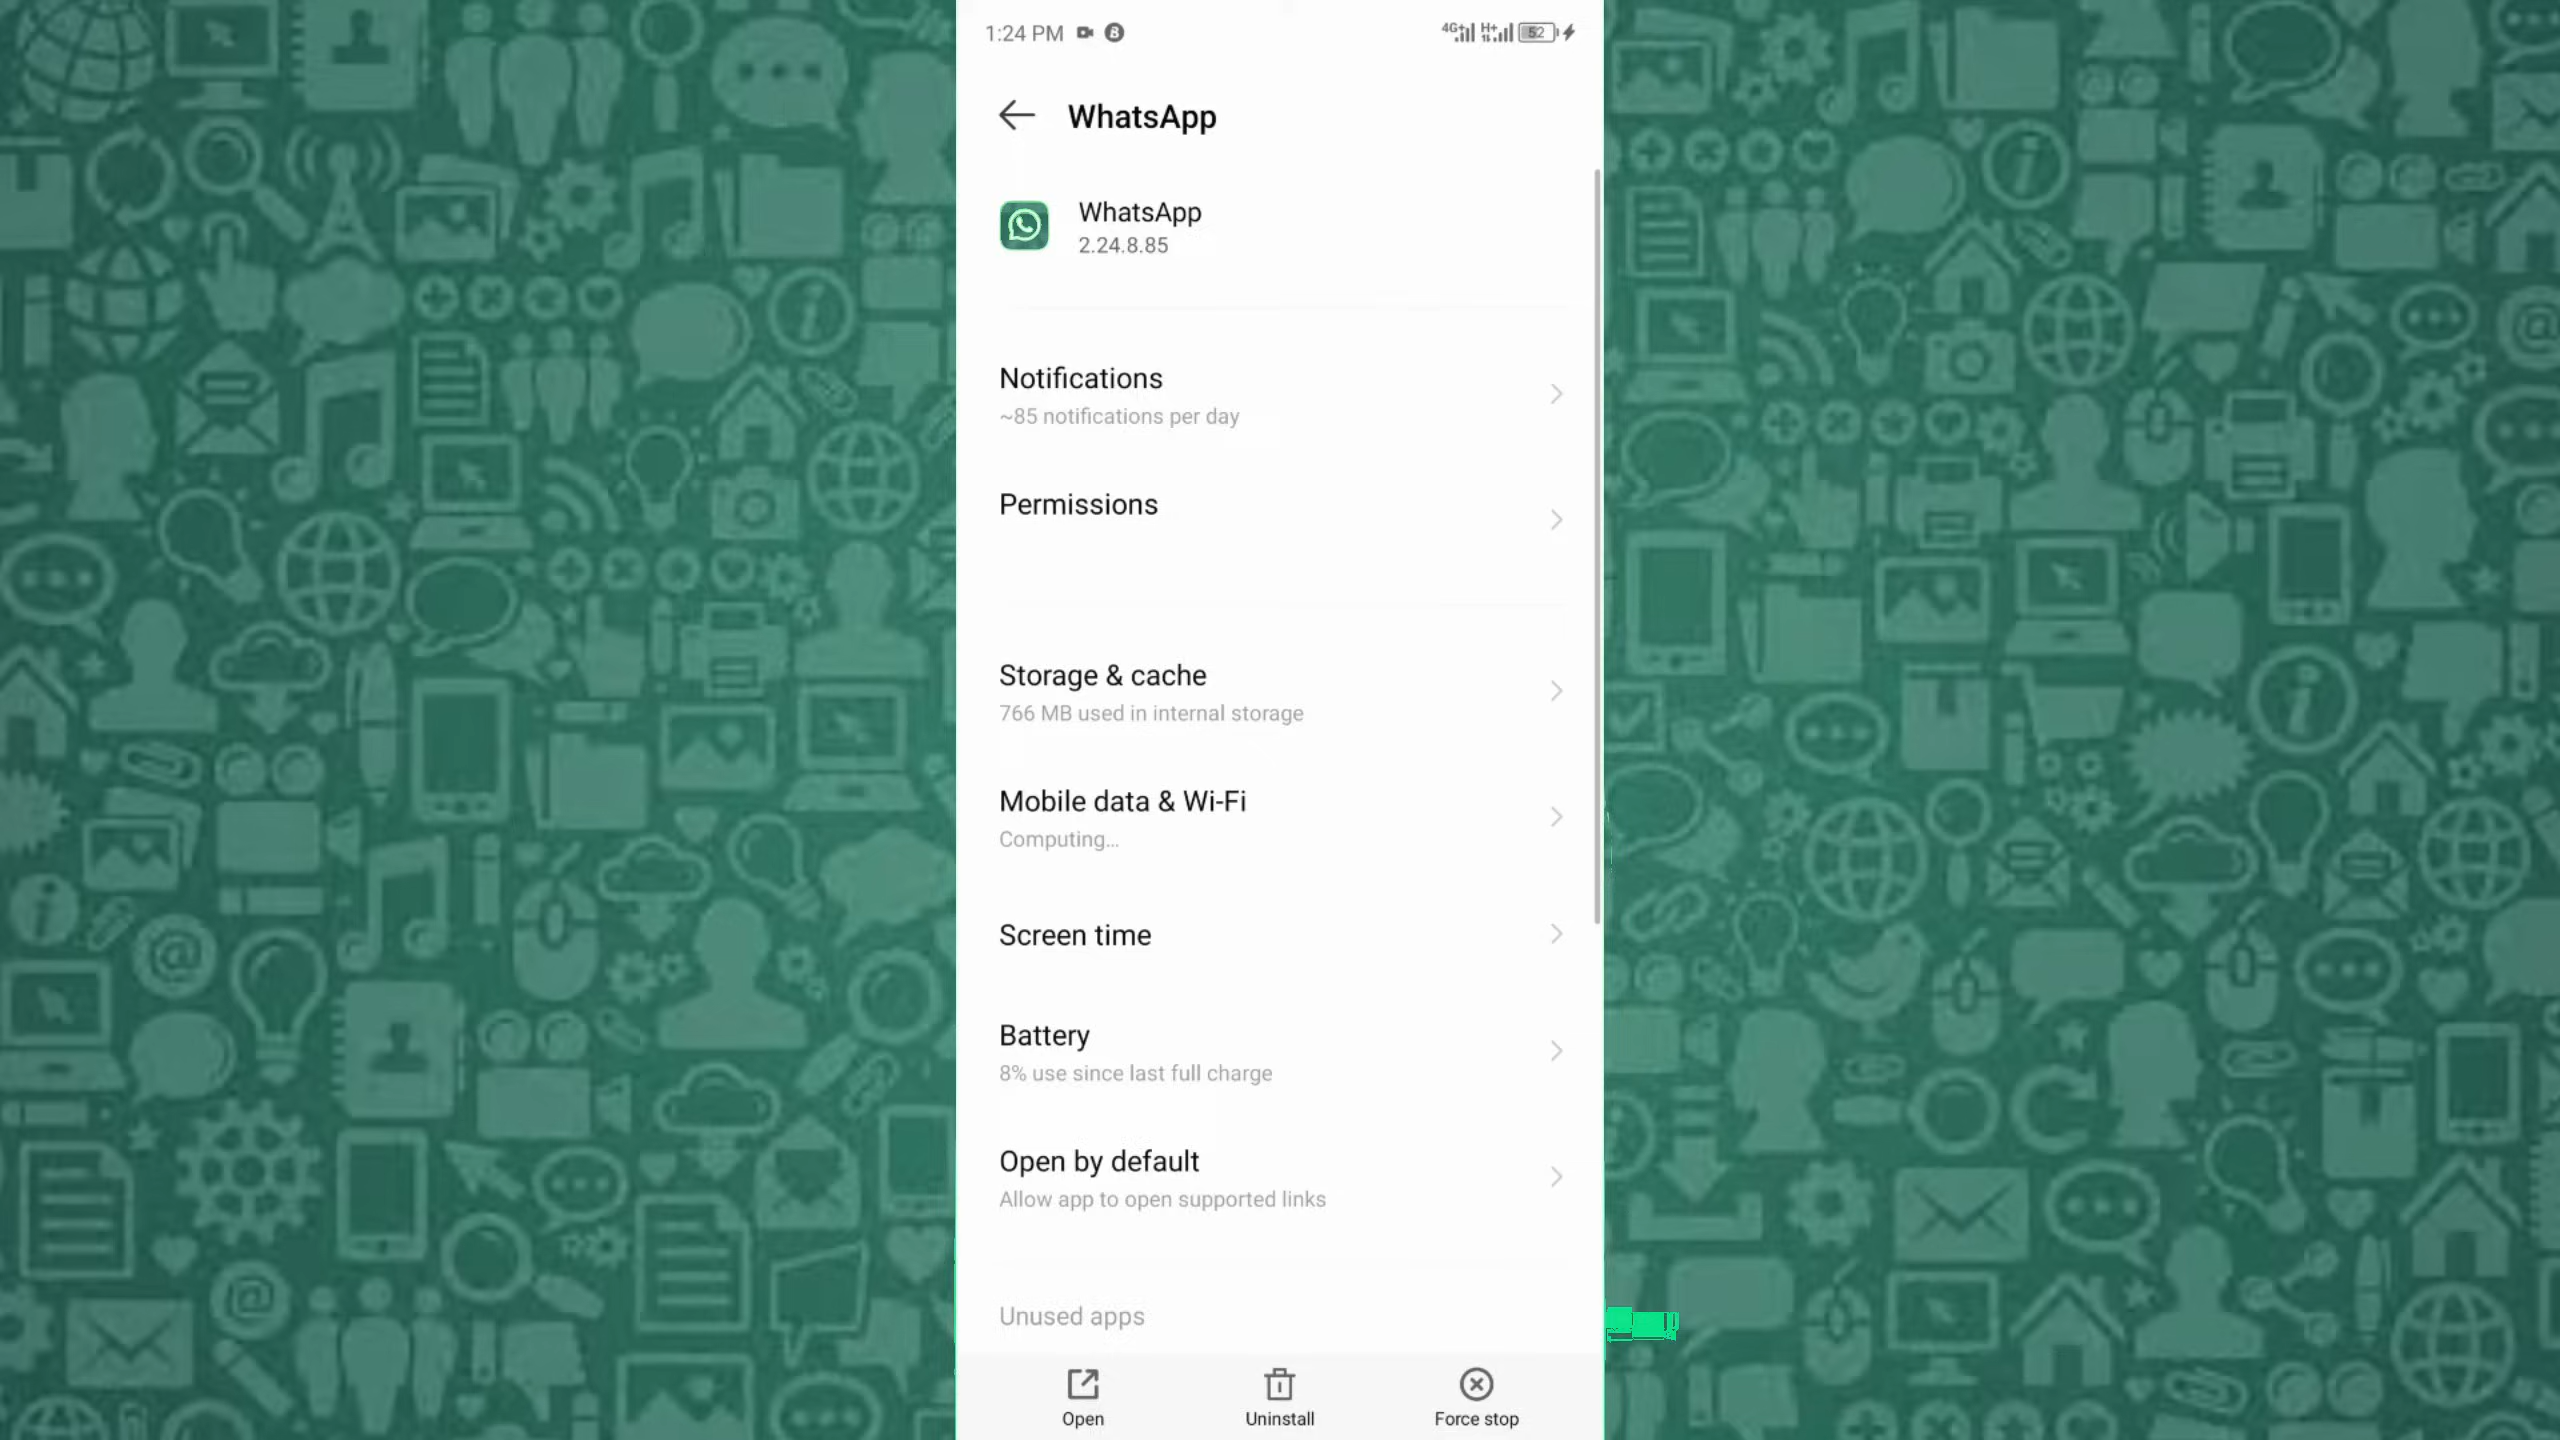 1:24 PM
4G+ H+ 52
WhatsApp
WhatsApp
2.24.8.85
Notifications
~85 notifications per day
Permissions
Storage & cache
766 MB used in internal storage
Mobile data & Wi-Fi
Computing...
Screen time
Battery
8% use since last full charge
Open by default
Allow app to open supported links
Unused apps
Open Uninstall Force stop